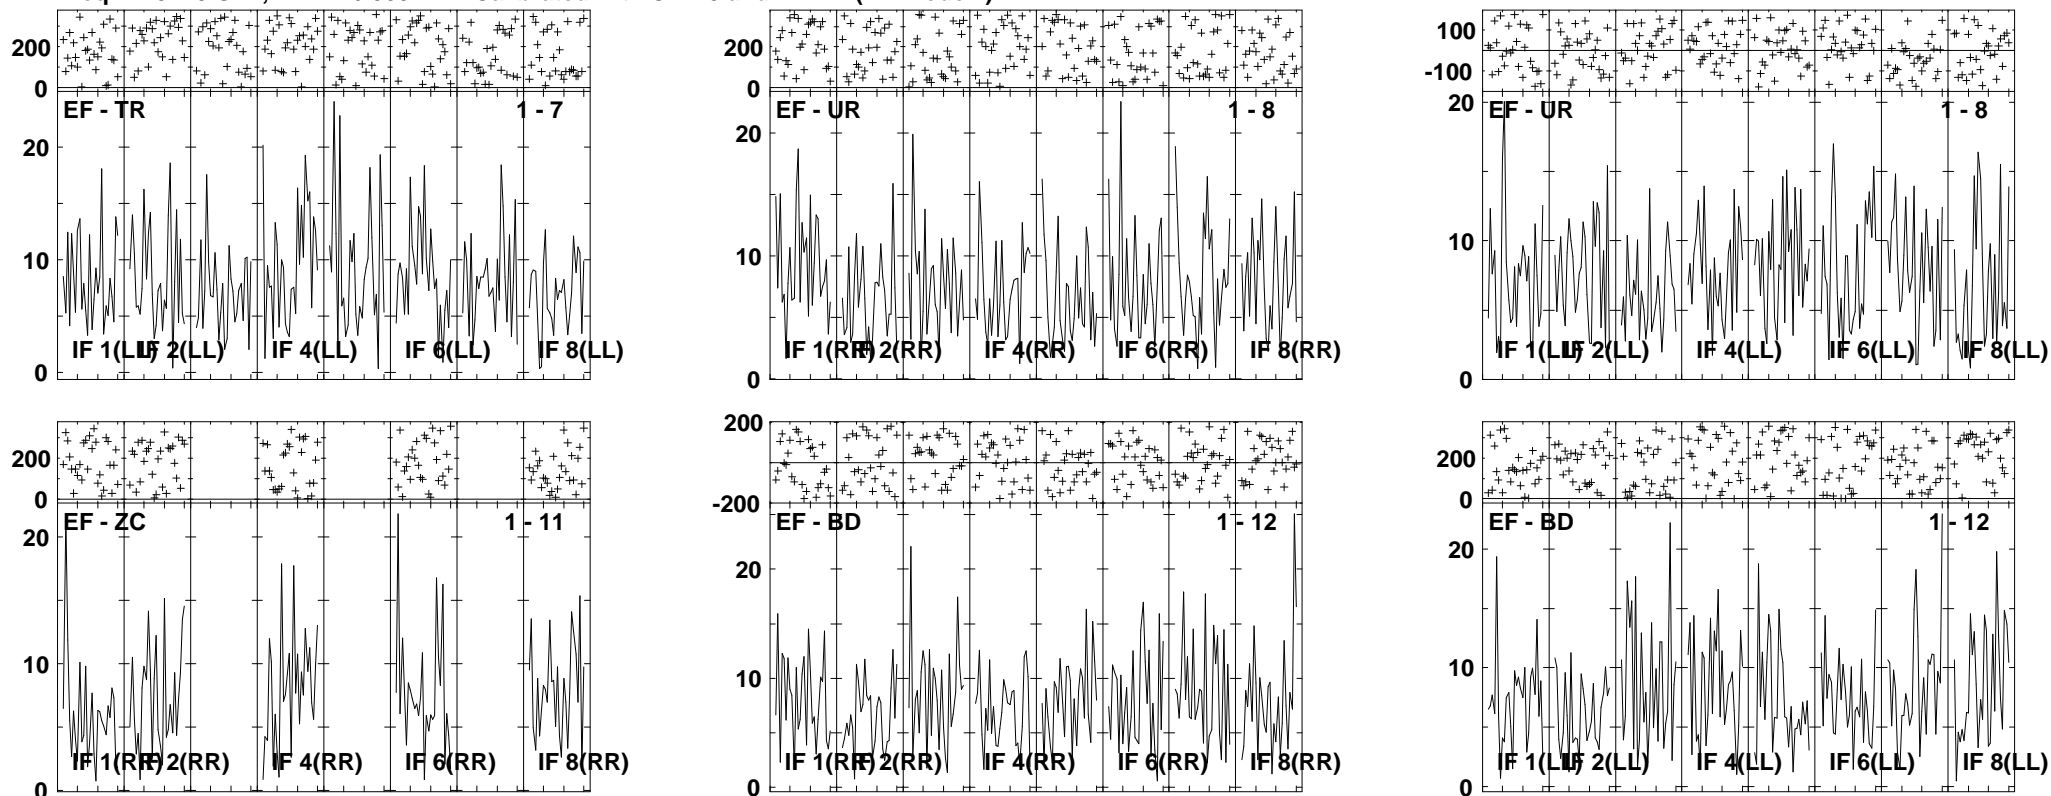 200
0
EF - TR 1 - 7
20
10
0
IF 1(LL) IF 2(LL) IF 4(LL) IF 6(LL) IF 8(LL)
200
0
EF - UR 1 - 8
20
10
0
IF 1(RR) IF 2(RR) IF 4(RR) IF 6(RR) IF 8(RR)
100
-100
20
EF - UR 1 - 8
10
0
IF 1(LL) IF 2(LL) IF 4(LL) IF 6(LL) IF 8(LL)
200
0
EF - ZC 1 - 11
20
10
0
IF 1(RR) IF 2(RR) IF 4(RR) IF 6(RR) IF 8(RR)
200
-200
EF - BD 1 - 12
20
10
0
IF 1(RR) IF 2(RR) IF 4(RR) IF 6(RR) IF 8(RR)
200
0
EF - BD 1 - 12
20
10
0
IF 1(LL) IF 2(LL) IF 4(LL) IF 6(LL) IF 8(LL)